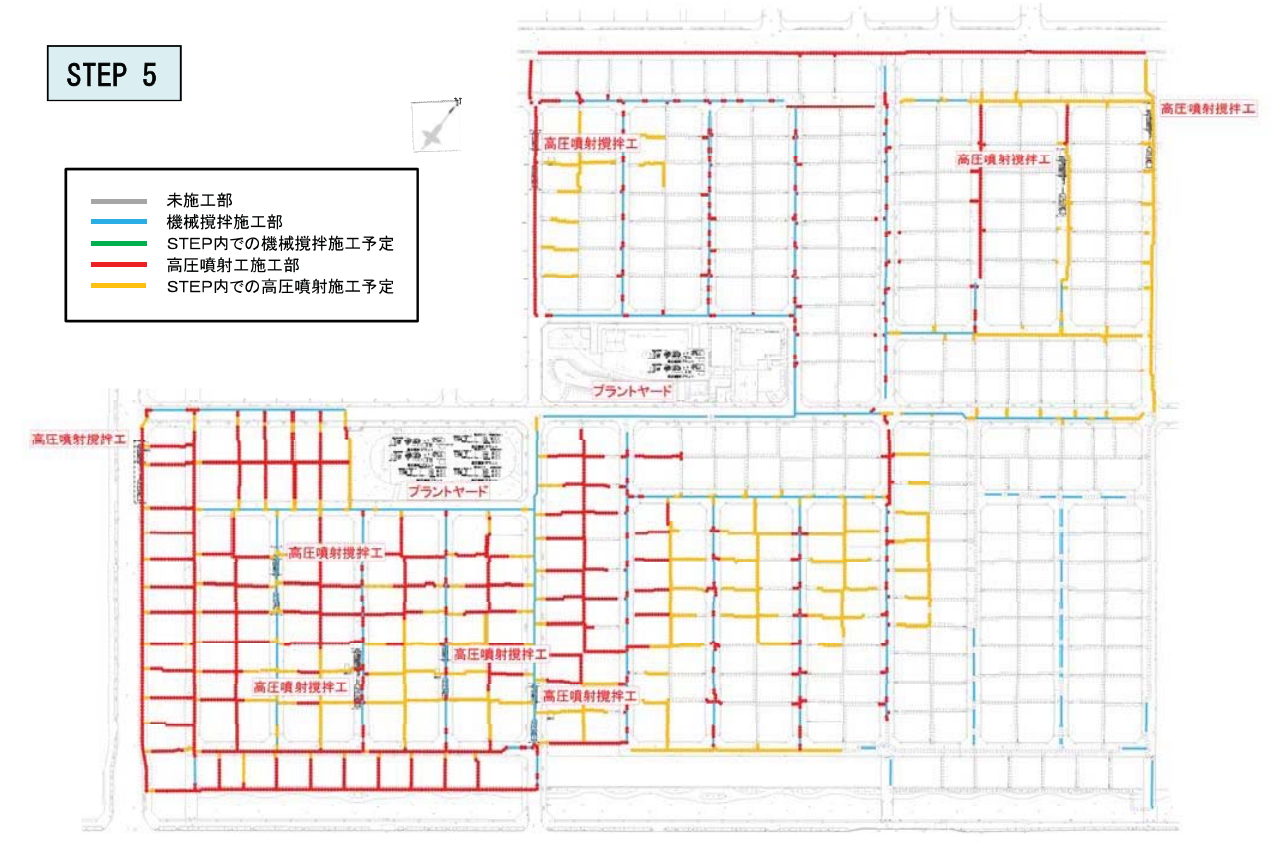 STEP 5
高圧噴射撹拌工
高圧噴射撹拌工
高圧噴射撹拌工
未施工部
機械撹拌施工部
STEP内での機械撹拌施工予定
高圧噴射工施工部
STEP内での高圧噴射施工予定
プラントヤード
高圧噴射撹拌工
プラントヤード
高圧噴射撹拌工
高圧噴射撹拌工
高圧噴射撹拌工
高圧噴射撹拌工